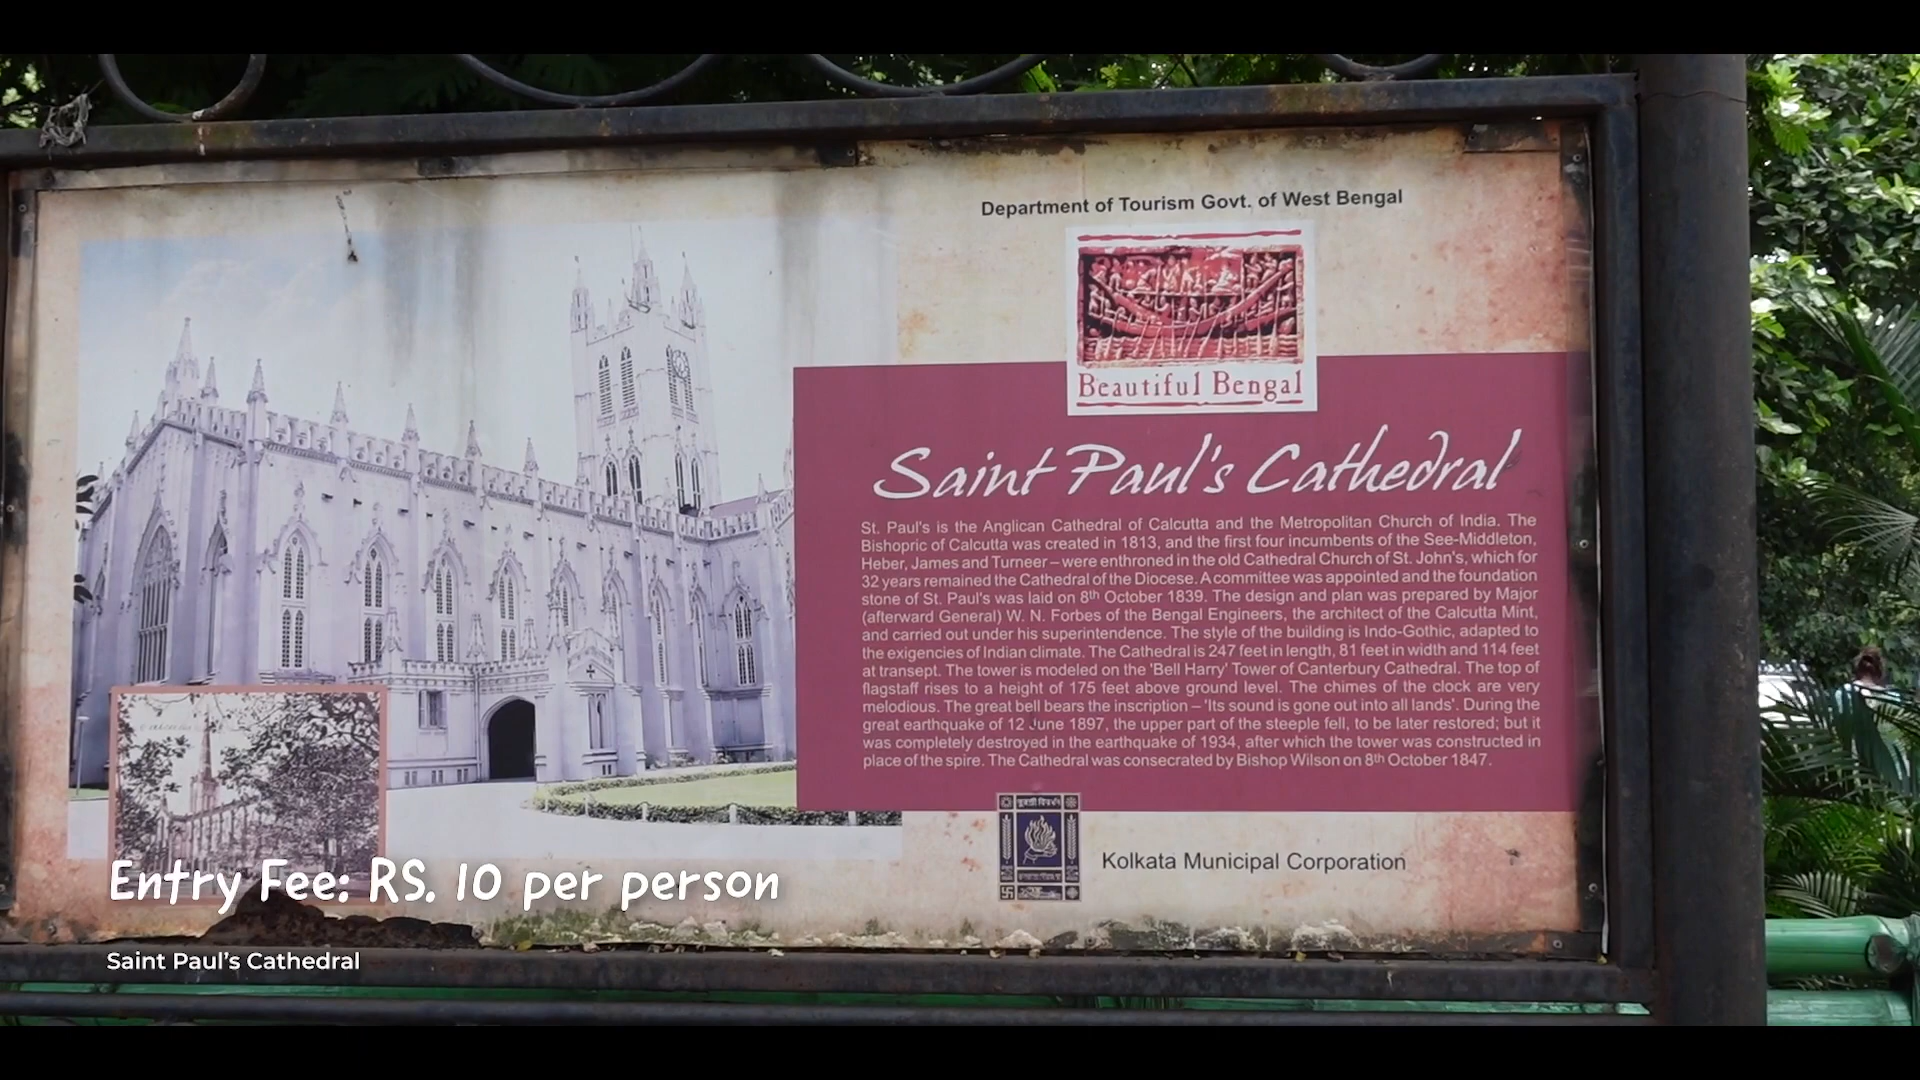 Department of Tourism Govt. of West Bengal
Beautiful Bengal
Saint Paul's Cathedral
St. Paul's is the Anglican Cathedral of Calcutta and the Metropolitan Church of India. The
Bishopric of Calcutta was created in 1813, and the first four incumbents of the See-Middleton,
Heber, James and Turneer – were enthroned in the old Cathedral Church of St. John's, which for
32 years remained the Cathedral of the Diocese. A committee was appointed and the foundation
stone of St. Paul's was laid on 8th October 1839. The design and plan was prepared by Major
(afterward General) W. N. Forbes of the Bengal Engineers, the architect of the Calcutta Mint,
and carried out under his superintendence. The style of the building is Indo-Gothic, adapted to
the exigencies of Indian climate. The Cathedral is 247 feet in length, 81 feet in width and 114 feet
at transept. The tower is modeled on the 'Bell Harry' Tower of Canterbury Cathedral. The top of
flagstaff rises to a height of 175 feet above ground level. The chimes of the clock are very
melodious. The great bell bears the inscription – 'Its sound is gone out into all lands'. During the
great earthquake of 12 June 1897, the upper part of the steeple fell, to be later restored; but it
was completely destroyed in the earthquake of 1934, after which the tower was constructed in
place of the spire. The Cathedral was consecrated by Bishop Wilson on 8th October 1847.
Kolkata Municipal Corporation
Entry Fee: RS. 10 per person
Saint Paul's Cathedral